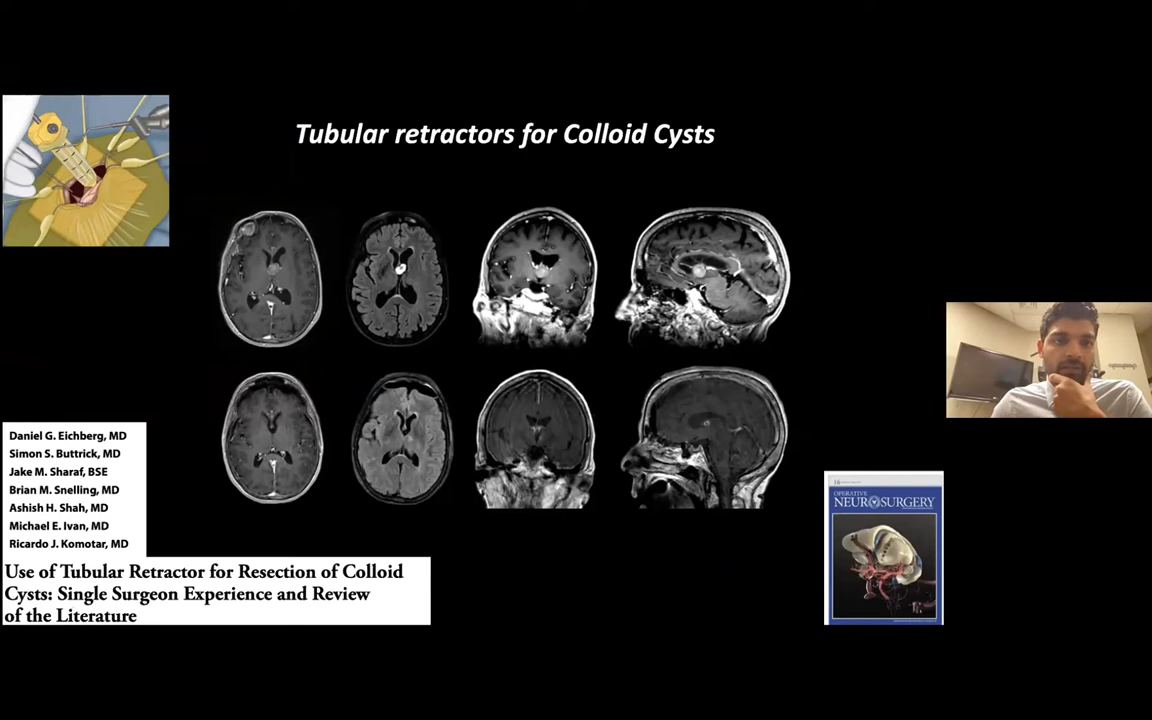 Tubular retractors for Colloid Cysts
Daniel G. Eichberg, MD
Simon S. Buttrick, MD
Jake M. Sharaf, BSE
Brian M. Snelling, MD
Ashish H. Shah, MD
Michael E. Ivan, MD
Ricardo J. Komotar, MD
Use of Tubular Retractor for Resection of Colloid
Cysts: Single Surgeon Experience and Review
of the Literature
OPERATIVE
NEUROSURGERY